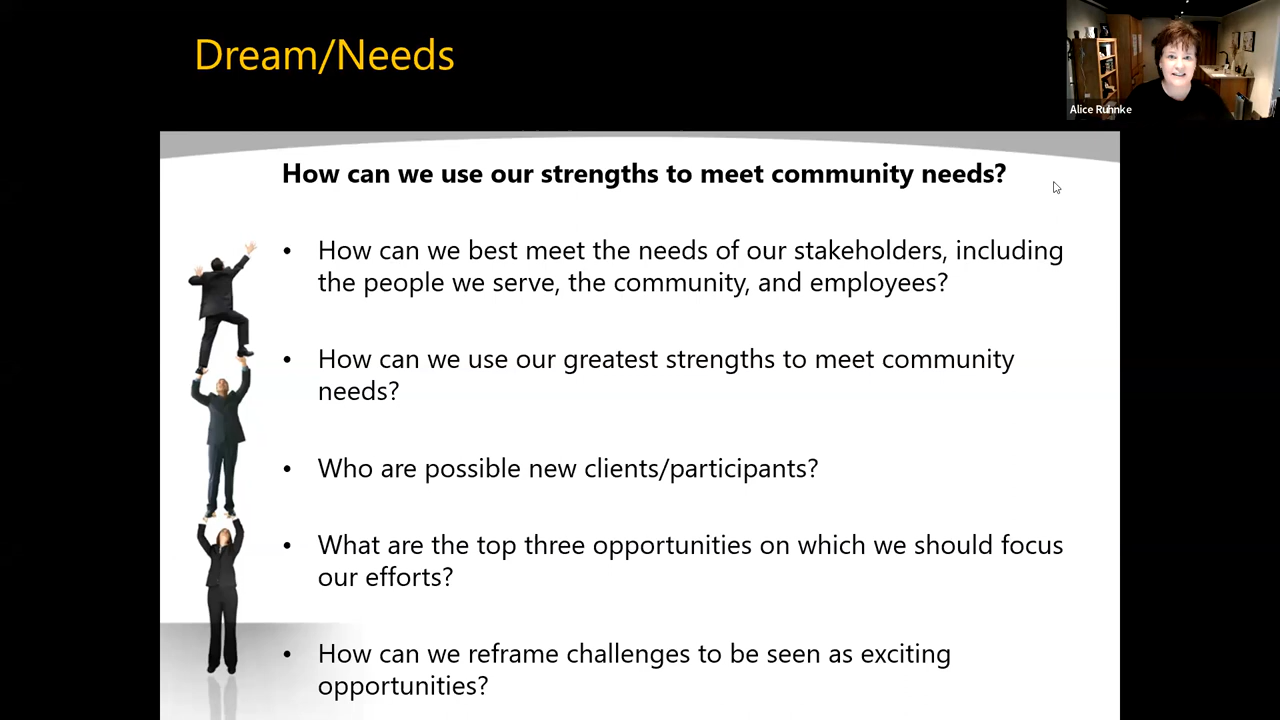 Dream/Needs
Alice Ruhnke
How can we use our strengths to meet community needs?
• How can we best meet the needs of our stakeholders, including
the people we serve, the community, and employees?
• How can we use our greatest strengths to meet community
needs?
• Who are possible new clients/participants?
• What are the top three opportunities on which we should focus
our efforts?
• How can we reframe challenges to be seen as exciting
opportunities?